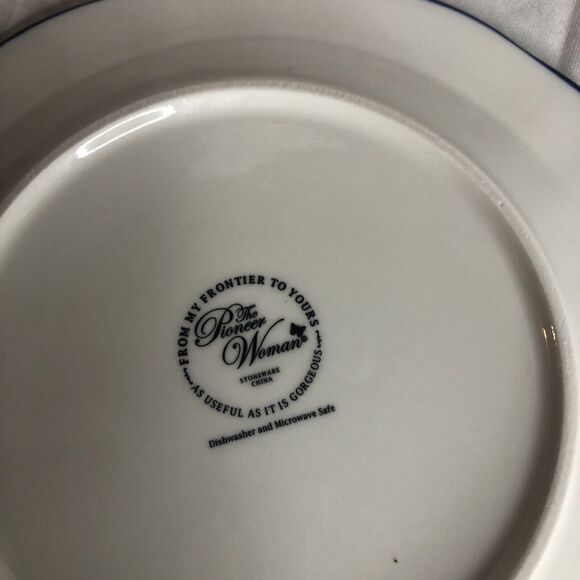 FROM MY FRONTIER TO YOURS
The
Pioneer
Woman
STONEWARE
CHINA
AS USEFUL AS IT IS GORGEOUS
Dishwasher and Microwave Safe